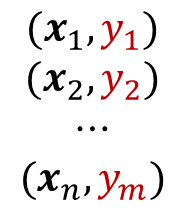 (x₁, y₁)
(x₂, y₂)
…
(xₙ, yₘ)